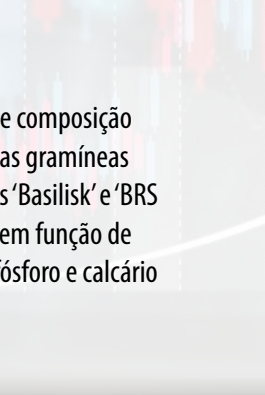 e composição
as gramíneas
s ‘Basilisk’ e ‘BRS
em função de
ósforo e calcário